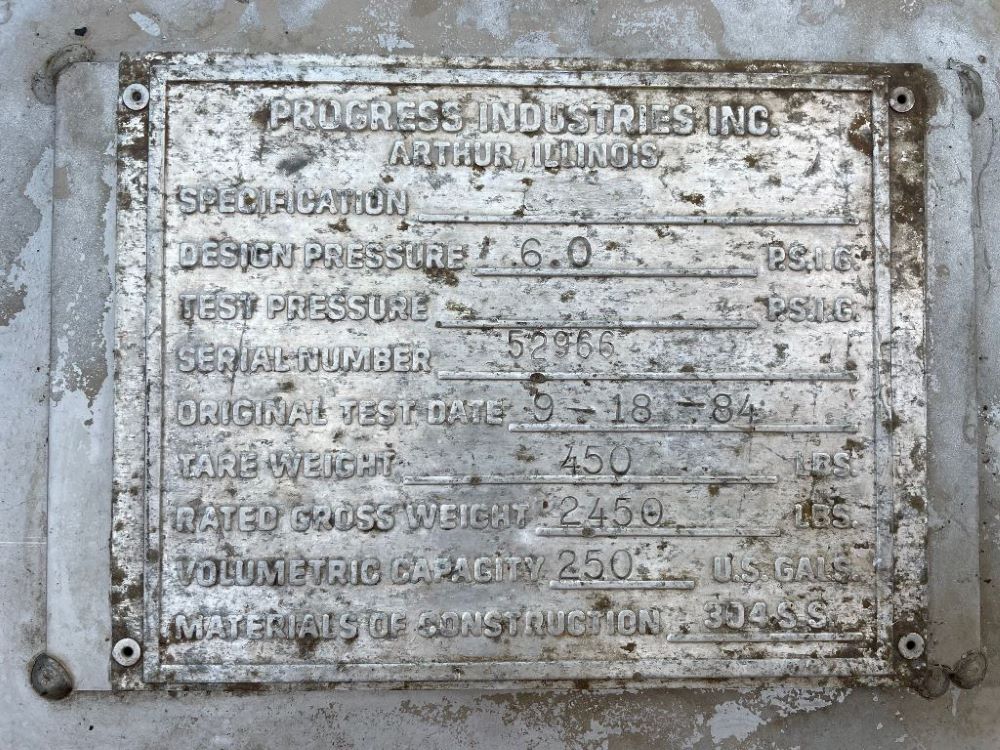 PROGRESS INDUSTRIES INC.
ARTHUR, ILLINOIS
SPECIFICATION
DESIGN PRESSURE 6.0 P.S.I.G.
TEST PRESSURE P.S.I.G.
SERIAL NUMBER 52966
ORIGINAL TEST DATE 9-18-84
TARE WEIGHT 450 LBS.
RATED GROSS WEIGHT 2450 LBS.
VOLUMETRIC CAPACITY 250 U.S. GALS.
MATERIALS OF CONSTRUCTION 304 S.S.